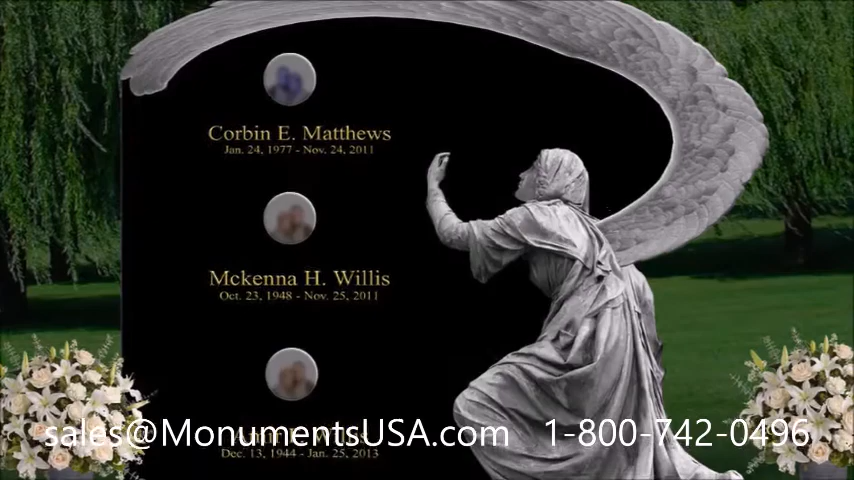 Corbin E. Matthews
Jan. 24, 1977 - Nov. 24, 2011
Mckenna H. Willis
Oct. 23, 1948 - Nov. 25, 2011
sales@MonumentsUSA.com 1-800-742-0496
Dec. 13, 1944 - Jan. 25, 2013